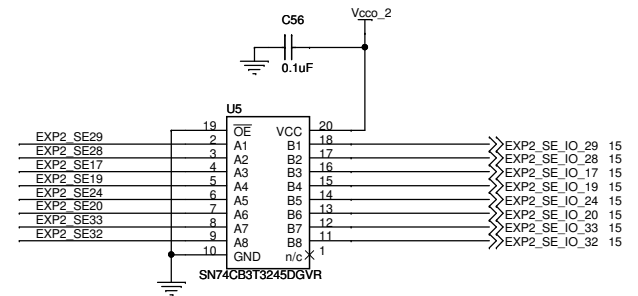 Vcco_2
C56
0.1uF
U5
19 OE VCC 20
EXP2_SE29 2 A1 B1 18 EXP2_SE_IO_29 15
EXP2_SE28 3 A2 B2 17 EXP2_SE_IO_28 15
EXP2_SE17 4 A3 B3 16 EXP2_SE_IO_17 15
EXP2_SE19 5 A4 B4 15 EXP2_SE_IO_19 15
EXP2_SE24 6 A5 B5 14 EXP2_SE_IO_24 15
EXP2_SE20 7 A6 B6 13 EXP2_SE_IO_20 15
EXP2_SE33 8 A7 B7 12 EXP2_SE_IO_33 15
EXP2_SE32 9 A8 B8 11 EXP2_SE_IO_32 15
10 GND n/c 1
SN74CB3T3245DGVR